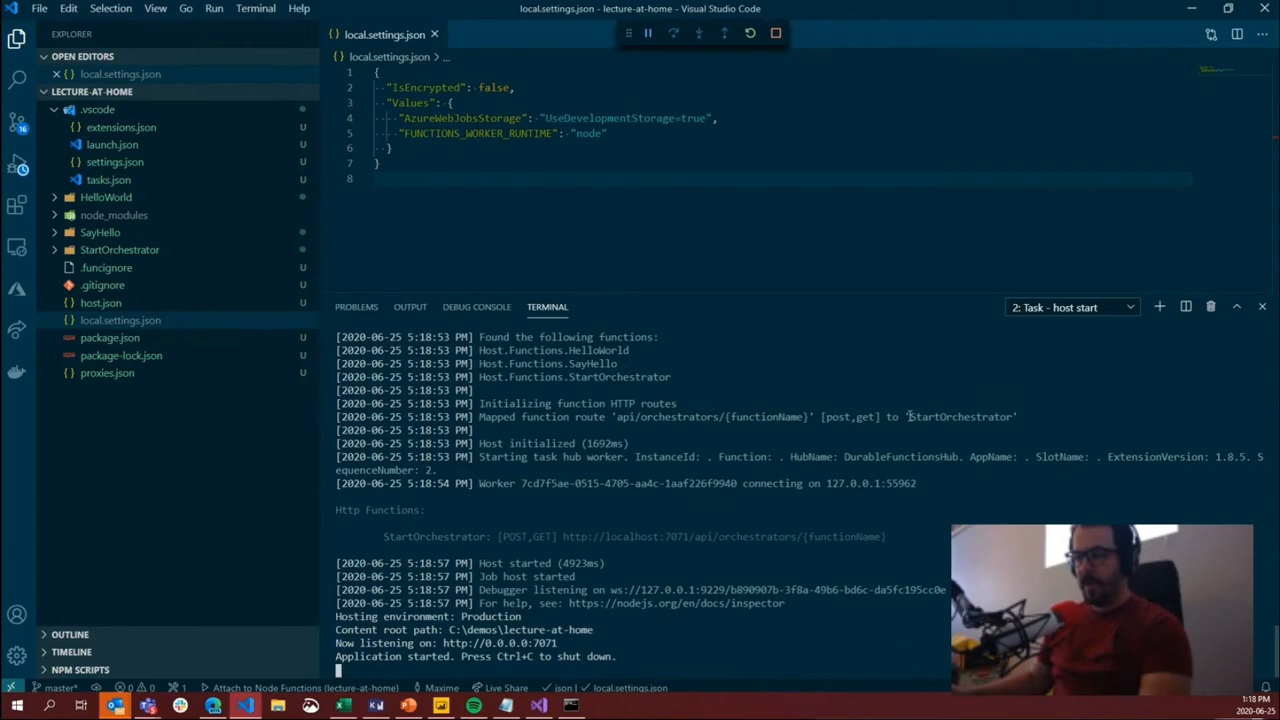 File Edit Selection View Go Run Terminal Help
local.settings.json - lecture-at-home - Visual Studio Code
EXPLORER
OPEN EDITORS
local.settings.json
LECTURE-AT-HOME
.vscode
extensions.json U
launch.json U
settings.json U
tasks.json U
HelloWorld
node_modules
SayHello
StartOrchestrator
.funcignore U
.gitignore U
host.json U
local.settings.json
package.json U
package-lock.json U
proxies.json U
OUTLINE
TIMELINE
NPM SCRIPTS
16
local.settings.json
local.settings.json > ...
1 {
2 "IsEncrypted": false,
3 "Values": {
4 "AzureWebJobsStorage": "UseDevelopmentStorage=true",
5 "FUNCTIONS_WORKER_RUNTIME": "node"
6 }
7 }
8
PROBLEMS OUTPUT DEBUG CONSOLE TERMINAL
2: Task - host start
[2020-06-25 5:18:53 PM] Found the following functions:
[2020-06-25 5:18:53 PM] Host.Functions.HelloWorld
[2020-06-25 5:18:53 PM] Host.Functions.SayHello
[2020-06-25 5:18:53 PM] Host.Functions.StartOrchestrator
[2020-06-25 5:18:53 PM]
[2020-06-25 5:18:53 PM] Initializing function HTTP routes
[2020-06-25 5:18:53 PM] Mapped function route 'api/orchestrators/{functionName}' [post,get] to 'StartOrchestrator'
[2020-06-25 5:18:53 PM]
[2020-06-25 5:18:53 PM] Host initialized (1692ms)
[2020-06-25 5:18:53 PM] Starting task hub worker. InstanceId: . Function: . HubName: DurableFunctionsHub. AppName: . SlotName: . ExtensionVersion: 1.8.5. S
equenceNumber: 2.
[2020-06-25 5:18:54 PM] Worker 7cd7f5ae-0515-4705-aa4c-1aaf226f9940 connecting on 127.0.0.1:55962
Http Functions:
StartOrchestrator: [POST,GET] http://localhost:7071/api/orchestrators/{functionName}
[2020-06-25 5:18:57 PM] Host started (4923ms)
[2020-06-25 5:18:57 PM] Job host started
[2020-06-25 5:18:57 PM] Debugger listening on ws://127.0.0.1:9229/b890907b-3f8a-49b6-bd6c-da5fc195cc0e
[2020-06-25 5:18:57 PM] For help, see: https://nodejs.org/en/docs/inspector
Hosting environment: Production
Content root path: C:\demos\lecture-at-home
Now listening on: http://0.0.0.0:7071
Application started. Press Ctrl+C to shut down.
master* 0 0 1 Attach to Node Functions (lecture-at-home) Maxime Live Share json local.settings.json
1:18 PM
2020-06-25